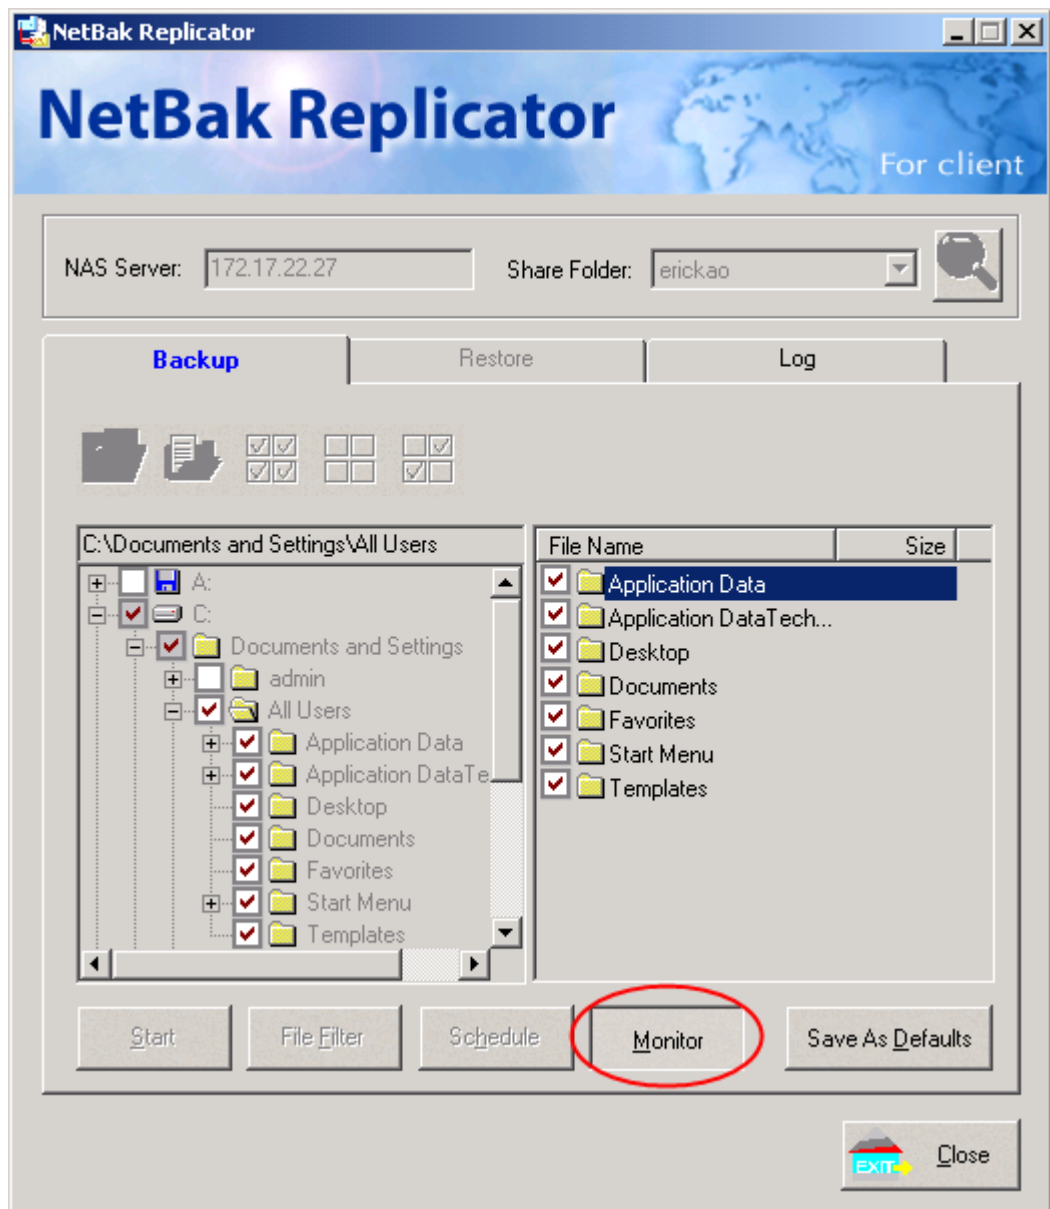 NetBak Replicator
NetBak Replicator
For client
NAS Server: 172.17.22.27 Share Folder: erickao
Backup Restore Log
C:\Documents and Settings\All Users
A:
C:
Documents and Settings
admin
All Users
Application Data
Application DataTe
Desktop
Documents
Favorites
Start Menu
Templates
File Name Size
Application Data
Application DataTech...
Desktop
Documents
Favorites
Start Menu
Templates
Start File Filter Schedule Monitor Save As Defaults
EXIT Close